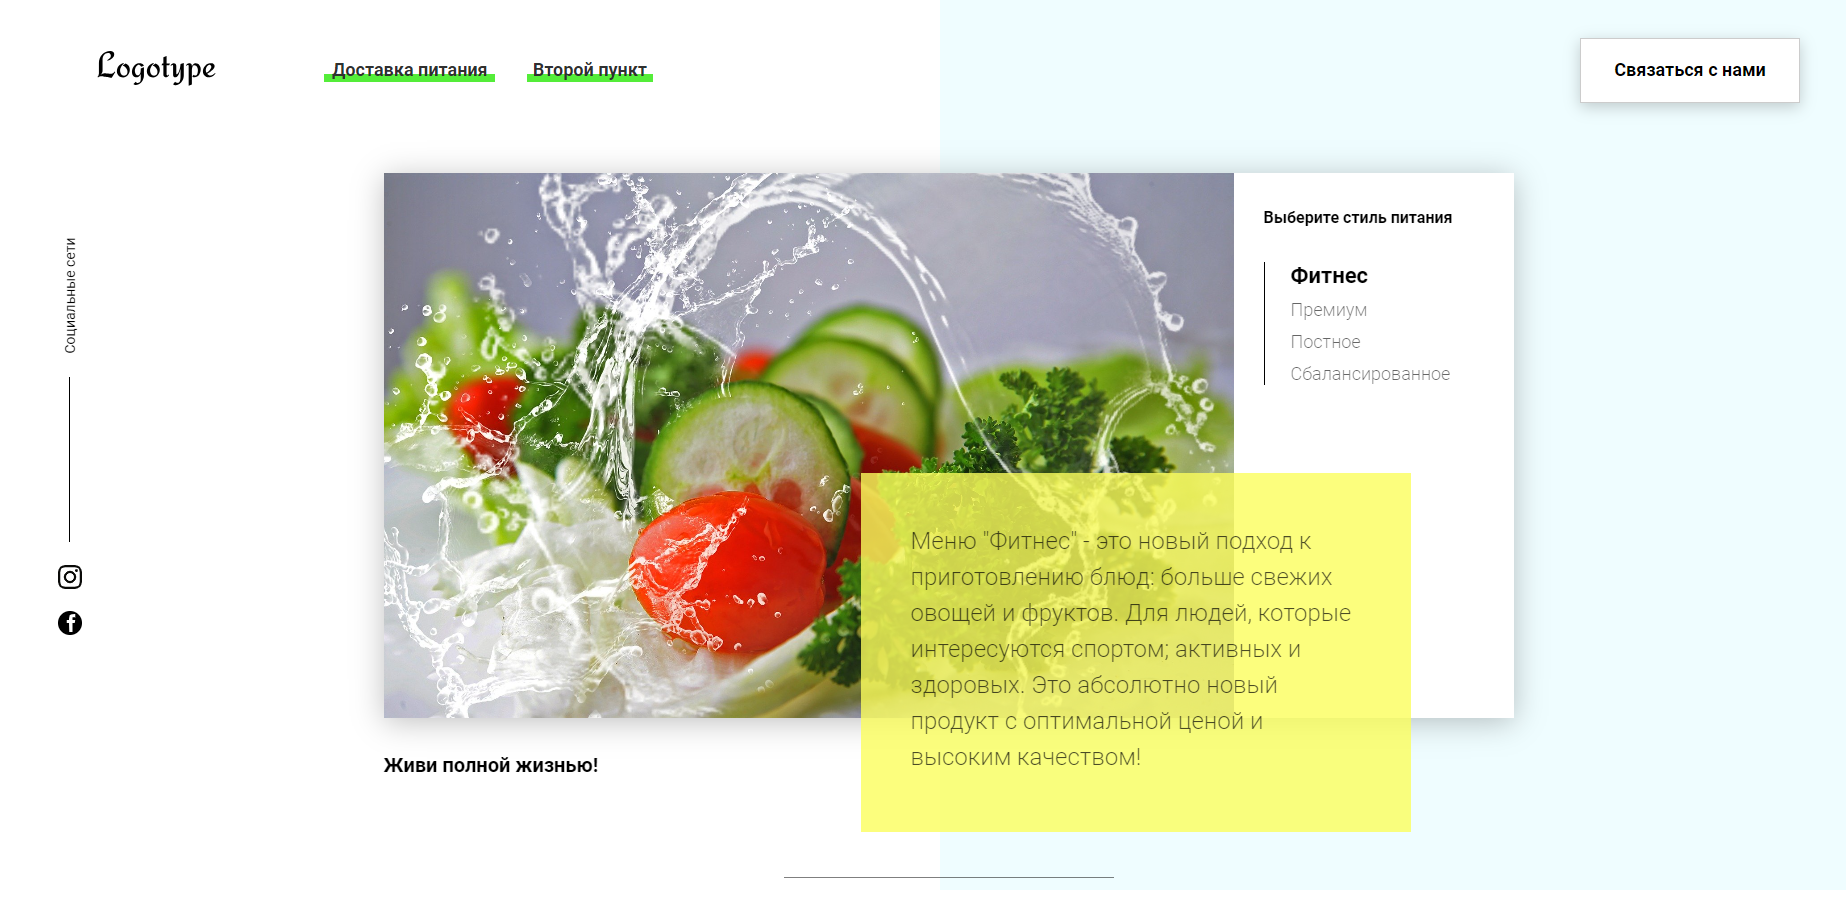 Logotype
Доставка питания
Второй пункт
Связаться с нами
Социальные сети
Выберите стиль питания
Фитнес
Премиум
Постное
Сбалансированное
Меню "Фитнес" - это новый подход к
приготовлению блюд: больше свежих
овощей и фруктов. Для людей, которые
интересуются спортом; активных и
здоровых. Это абсолютно новый
продукт с оптимальной ценой и
высоким качеством!
Живи полной жизнью!